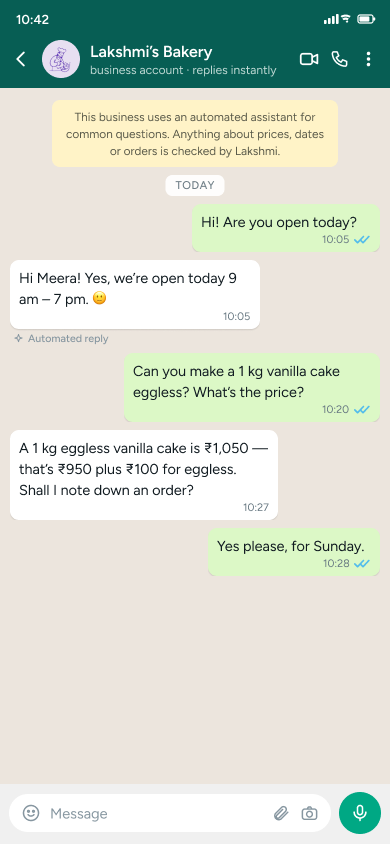 10:42
Lakshmi’s Bakery
business account · replies instantly
This business uses an automated assistant for
common questions. Anything about prices, dates
or orders is checked by Lakshmi.
TODAY
Hi! Are you open today?
10:05
Hi Meera! Yes, we’re open today 9
am – 7 pm. 🙂
10:05
Automated reply
Can you make a 1 kg vanilla cake
eggless? What’s the price?
10:20
A 1 kg eggless vanilla cake is ₹1,050 —
that’s ₹950 plus ₹100 for eggless.
Shall I note down an order?
10:27
Yes please, for Sunday.
10:28
Message